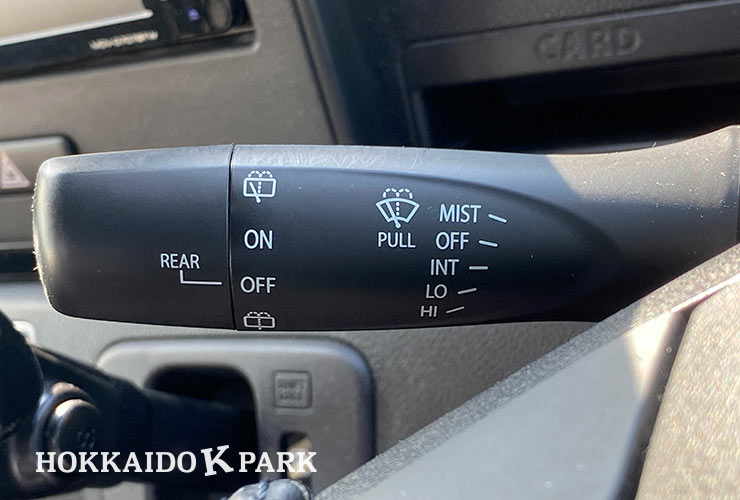 CARD
MIST
OFF
INT
LO
HI
PULL
ON
OFF
REAR
HOKKAIDO K PARK